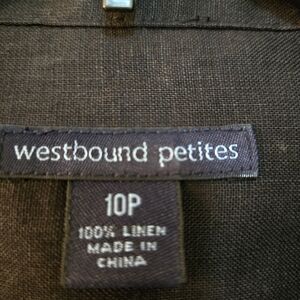 westbound petites
10P
100% LINEN
MADE IN
CHINA